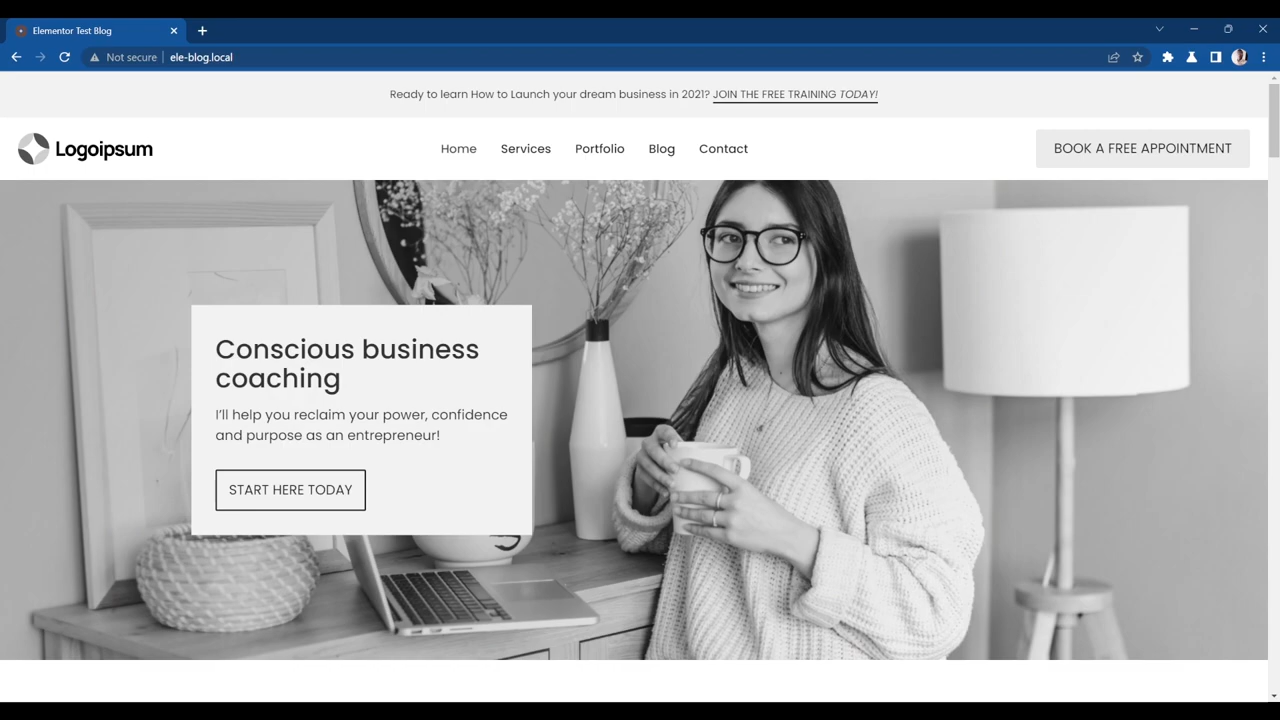 Elementor Test Blog
Not secure
ele-blog.local
Ready to learn How to Launch your dream business in 2021? JOIN THE FREE TRAINING TODAY!
Logoipsum
Home
Services
Portfolio
Blog
Contact
BOOK A FREE APPOINTMENT
Conscious business
coaching
I'll help you reclaim your power, confidence
and purpose as an entrepreneur!
START HERE TODAY